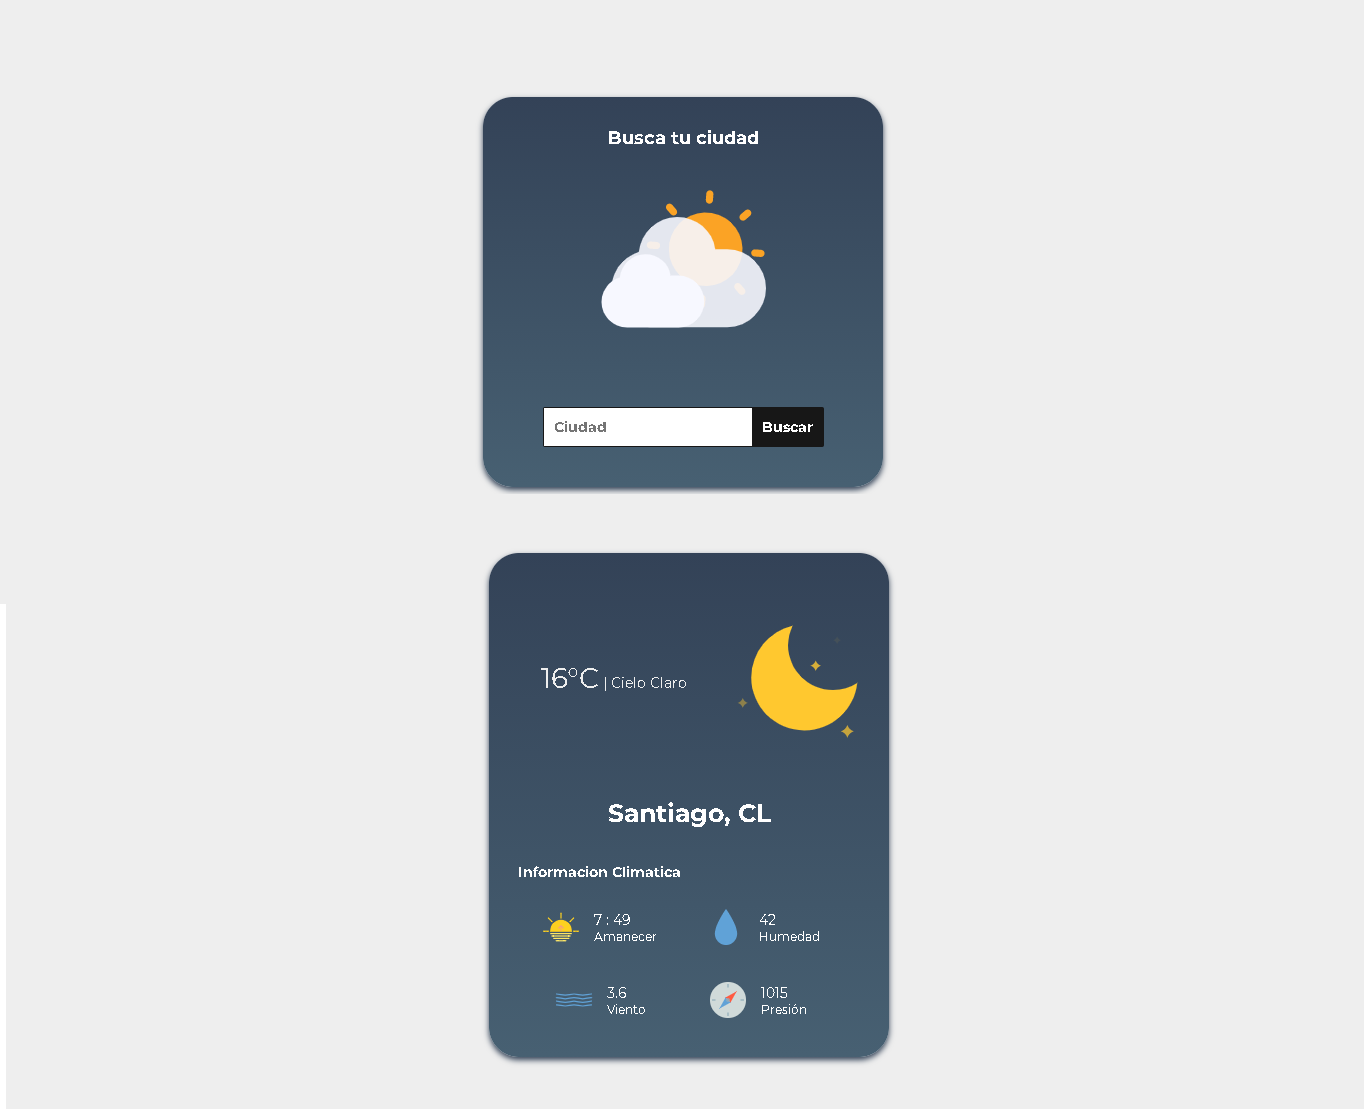 Busca tu ciudad
Ciudad
Buscar
16°C | Cielo Claro
Santiago, CL
Informacion Climatica
7 : 49
Amanecer
42
Humedad
3.6
Viento
1015
Presión